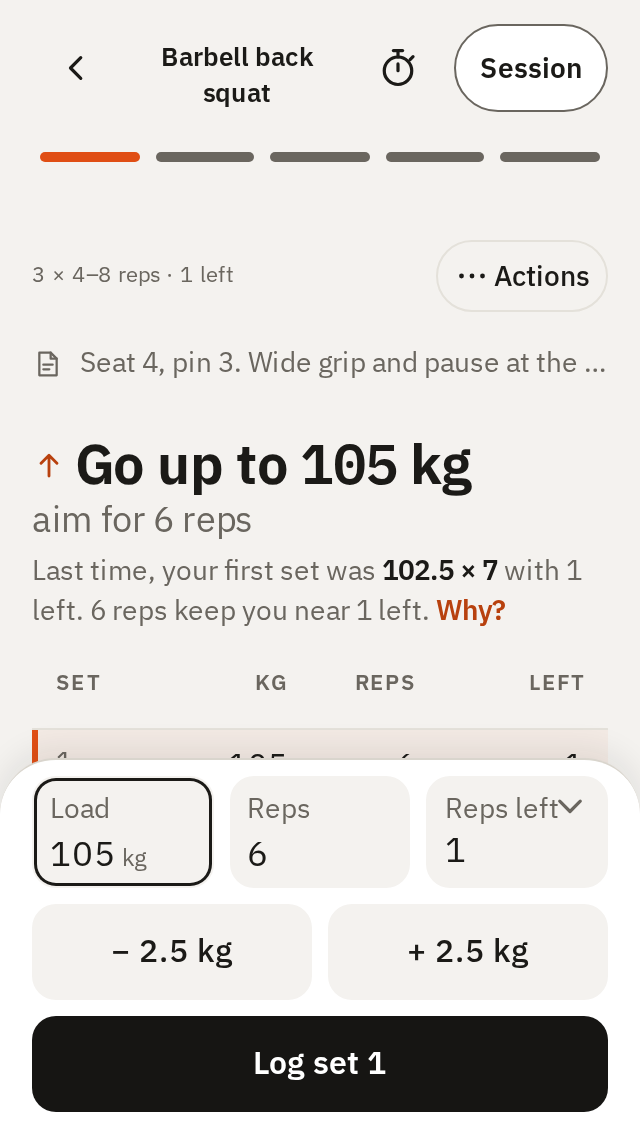 Barbell back
squat
Session
3 × 4–8 reps · 1 left
··· Actions
Seat 4, pin 3. Wide grip and pause at the ...
Go up to 105 kg
aim for 6 reps
Last time, your first set was 102.5 × 7 with 1
left. 6 reps keep you near 1 left. Why?
SET KG REPS LEFT
Load
105 kg
Reps
6
Reps left
1
– 2.5 kg
+ 2.5 kg
Log set 1